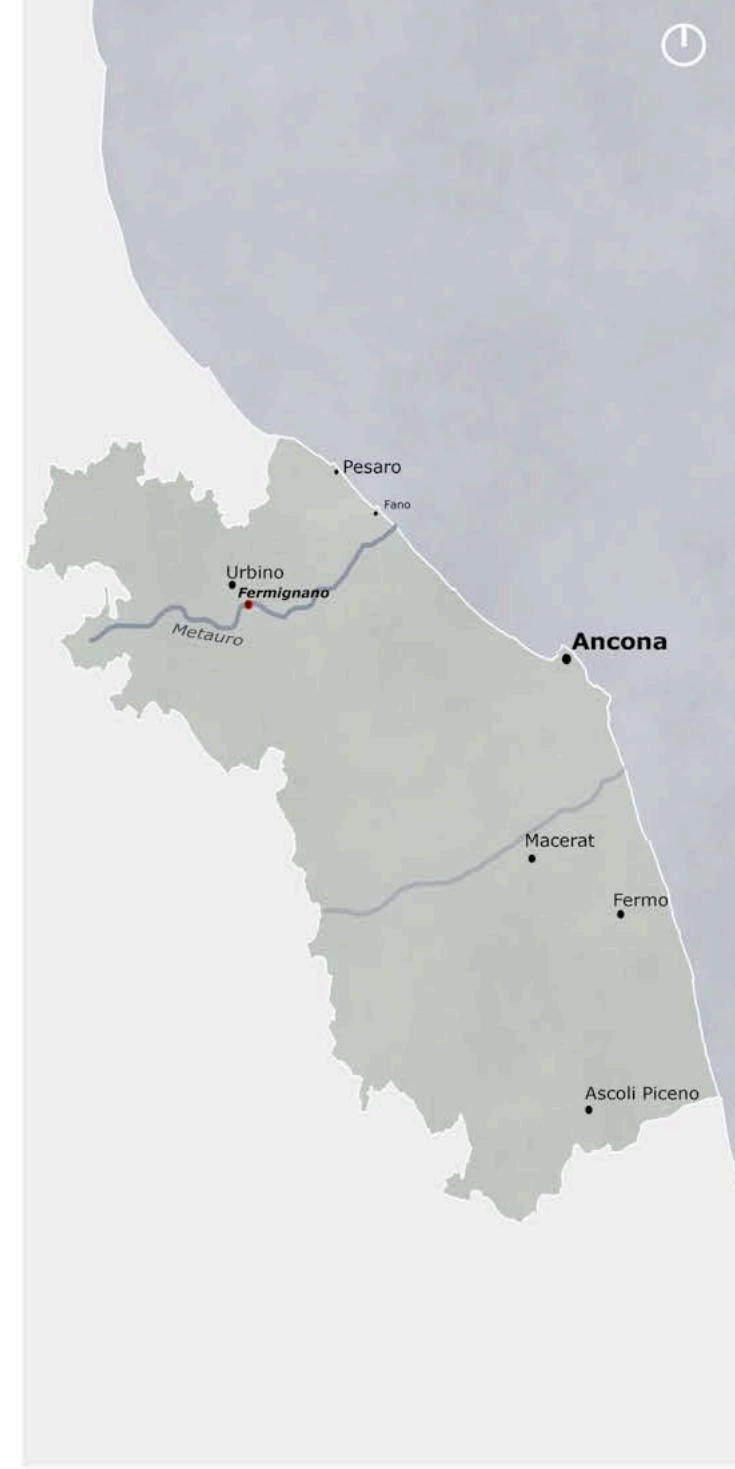 Pesaro
Fano
Urbino
Fermignano
Metauro
Ancona
Macerat
Fermo
Ascoli Piceno